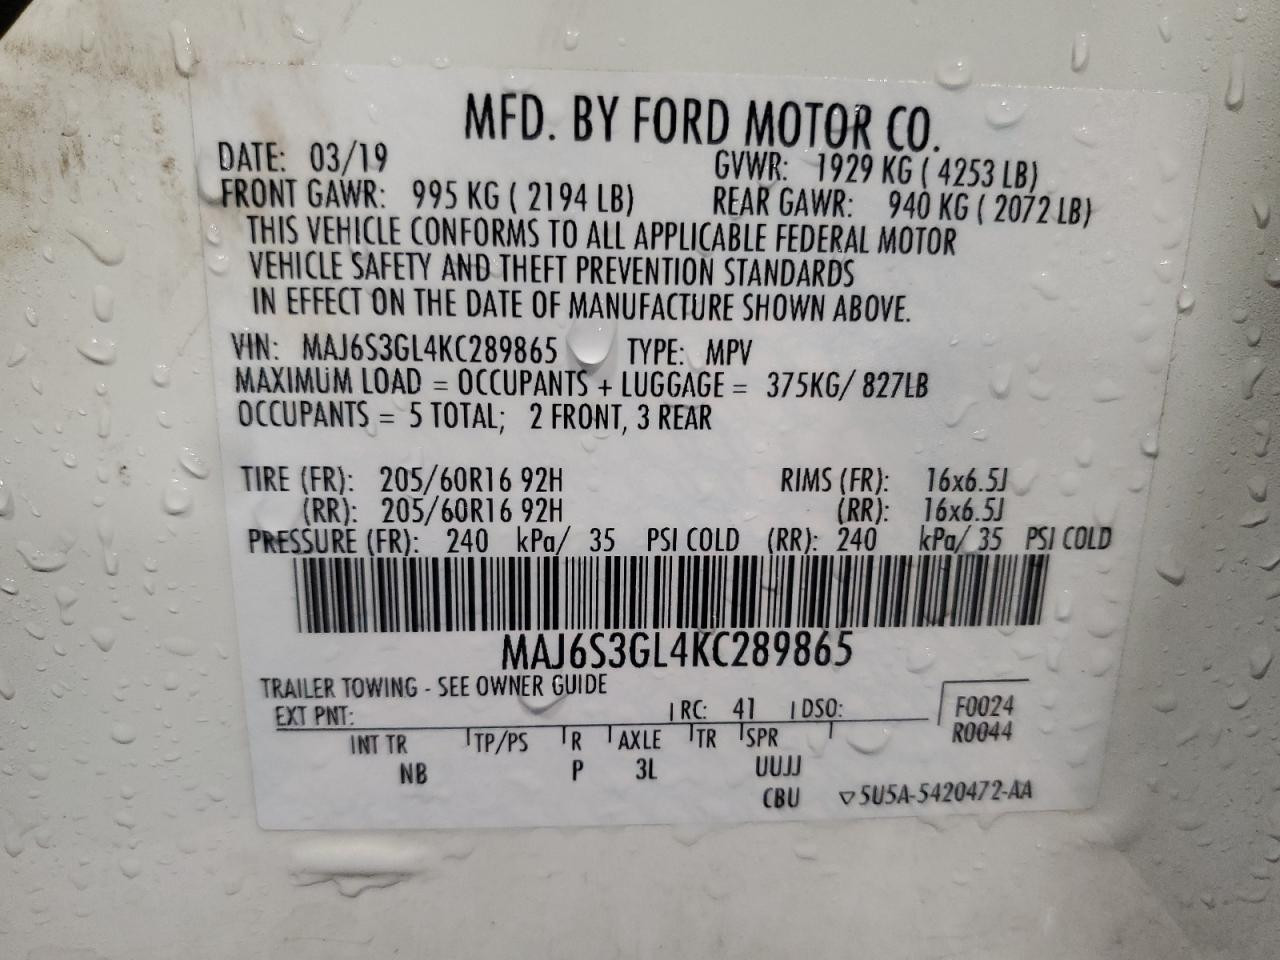 MFD. BY FORD MOTOR CO.
DATE: 03/19 GVWR: 1929 KG ( 4253 LB)
FRONT GAWR: 995 KG ( 2194 LB) REAR GAWR: 940 KG ( 2072 LB)
THIS VEHICLE CONFORMS TO ALL APPLICABLE FEDERAL MOTOR
VEHICLE SAFETY AND THEFT PREVENTION STANDARDS
IN EFFECT ON THE DATE OF MANUFACTURE SHOWN ABOVE.
VIN: MAJ6S3GL4KC289865 TYPE: MPV
MAXIMUM LOAD = OCCUPANTS + LUGGAGE = 375KG/ 827LB
OCCUPANTS = 5 TOTAL; 2 FRONT, 3 REAR
TIRE (FR): 205/60R16 92H RIMS (FR): 16x6.5J
(RR): 205/60R16 92H (RR): 16x6.5J
PRESSURE (FR): 240 kPa/ 35 PSI COLD (RR): 240 kPa/ 35 PSI COLD
MAJ6S3GL4KC289865
TRAILER TOWING - SEE OWNER GUIDE
EXT PNT: RC: 41 DSO: F0024
R0044
INT TR TP/PS R AXLE TR SPR
NB P 3L UUJJ
CBU ▽5U5A-5420472-AA